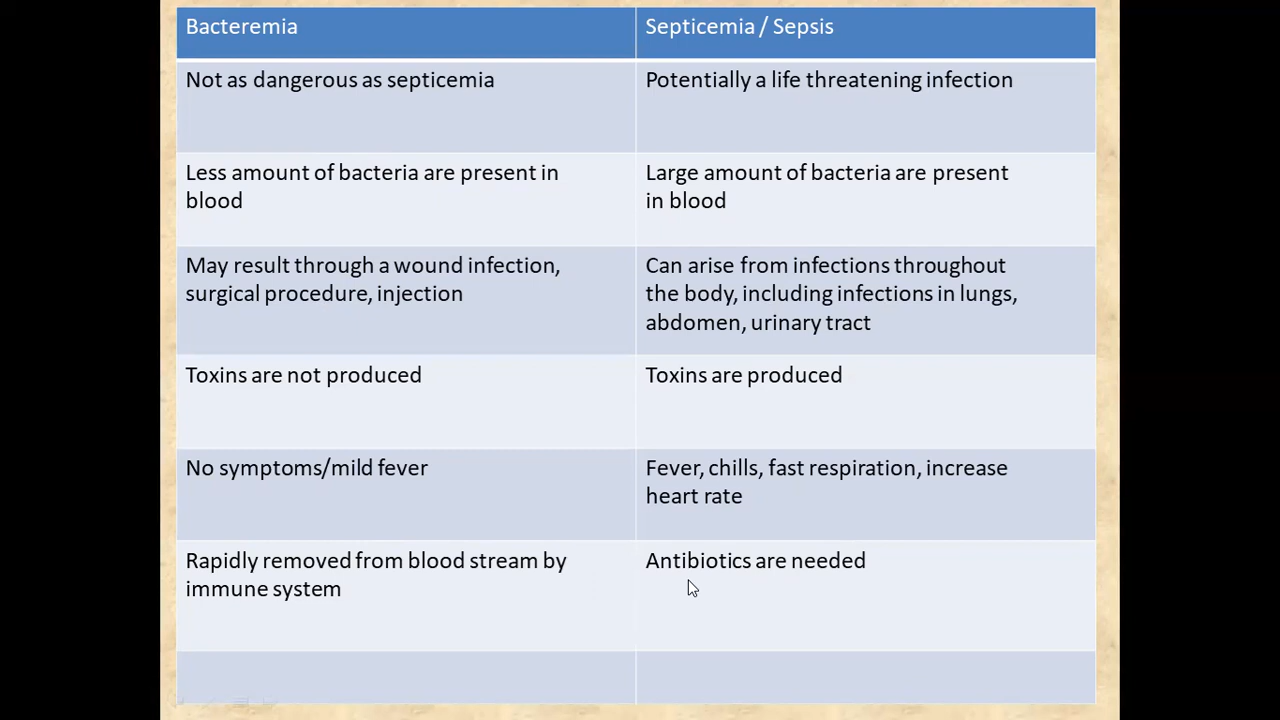 Bacteremia
Septicemia / Sepsis
Not as dangerous as septicemia
Potentially a life threatening infection
Less amount of bacteria are present in
blood
Large amount of bacteria are present
in blood
May result through a wound infection,
surgical procedure, injection
Can arise from infections throughout
the body, including infections in lungs,
abdomen, urinary tract
Toxins are not produced
Toxins are produced
No symptoms/mild fever
Fever, chills, fast respiration, increase
heart rate
Rapidly removed from blood stream by
immune system
Antibiotics are needed